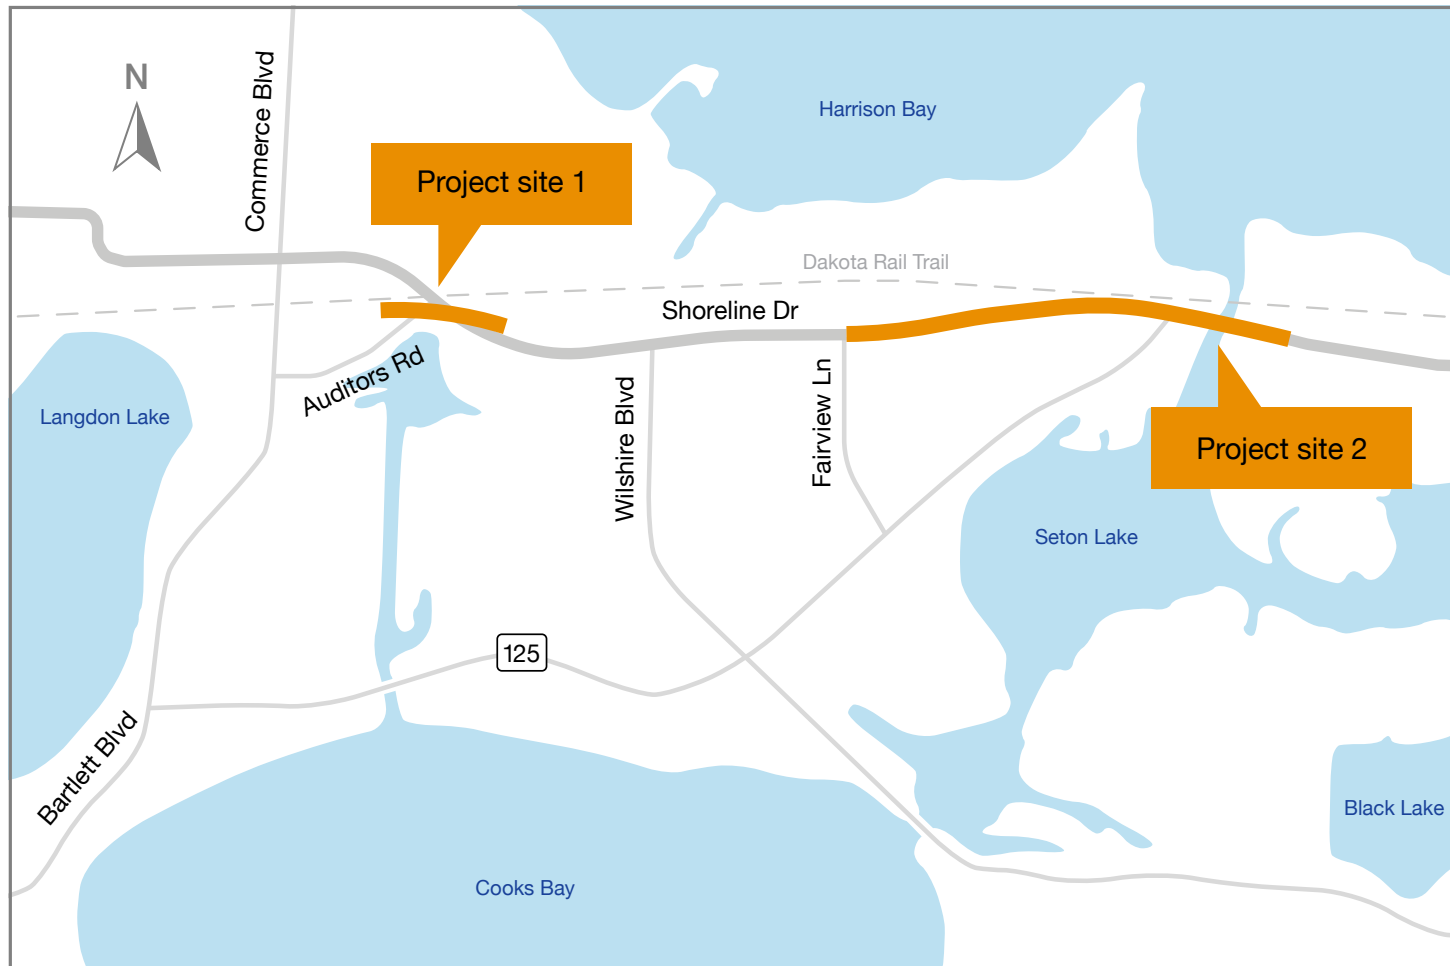 N
Commerce Blvd
Harrison Bay
Project site 1
Dakota Rail Trail
Shoreline Dr
Auditors Rd
Langdon Lake
Wilshire Blvd
Fairview Ln
Project site 2
Seton Lake
125
Bartlett Blvd
Black Lake
Cooks Bay